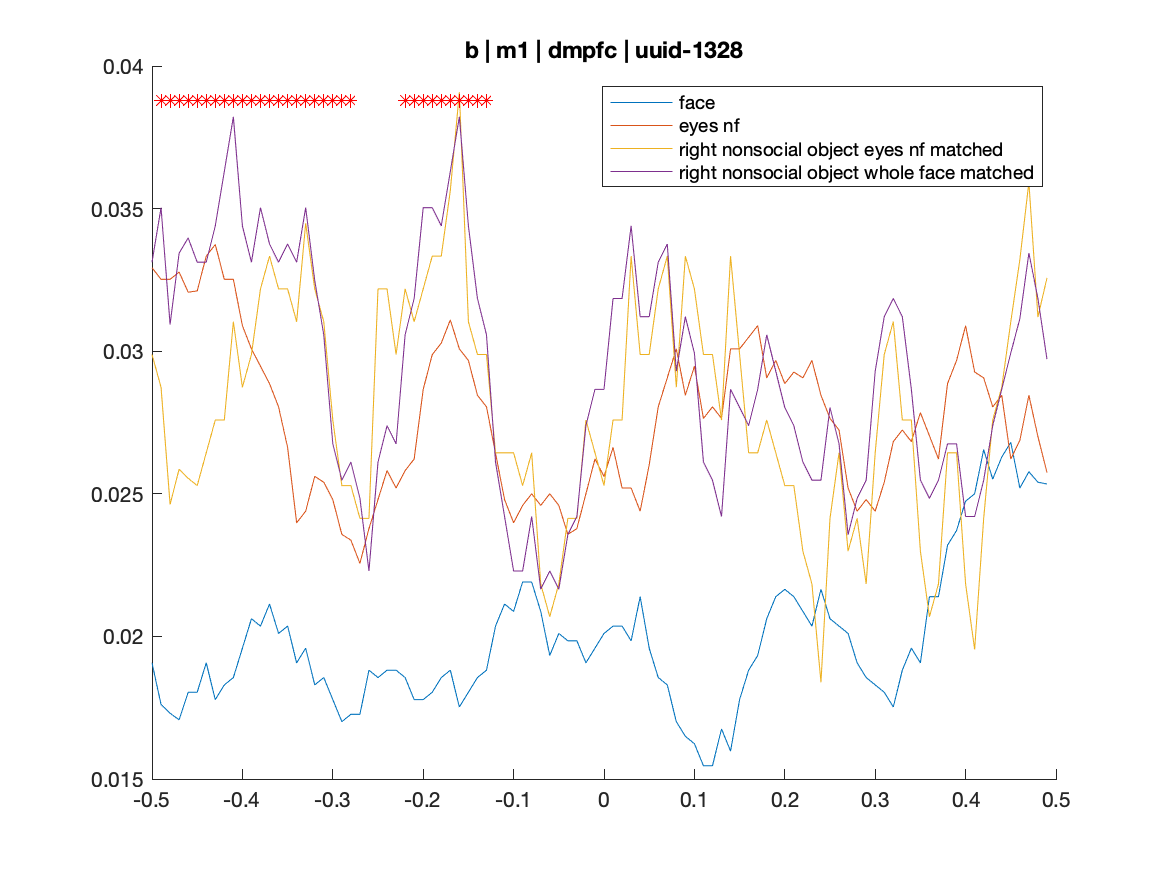 b | m1 | dmpfc | uuid-1328
0.04
0.035
0.03
0.025
0.02
0.015
face
eyes nf
right nonsocial object eyes nf matched
right nonsocial object whole face matched
-0.5 -0.4 -0.3 -0.2 -0.1 0 0.1 0.2 0.3 0.4 0.5